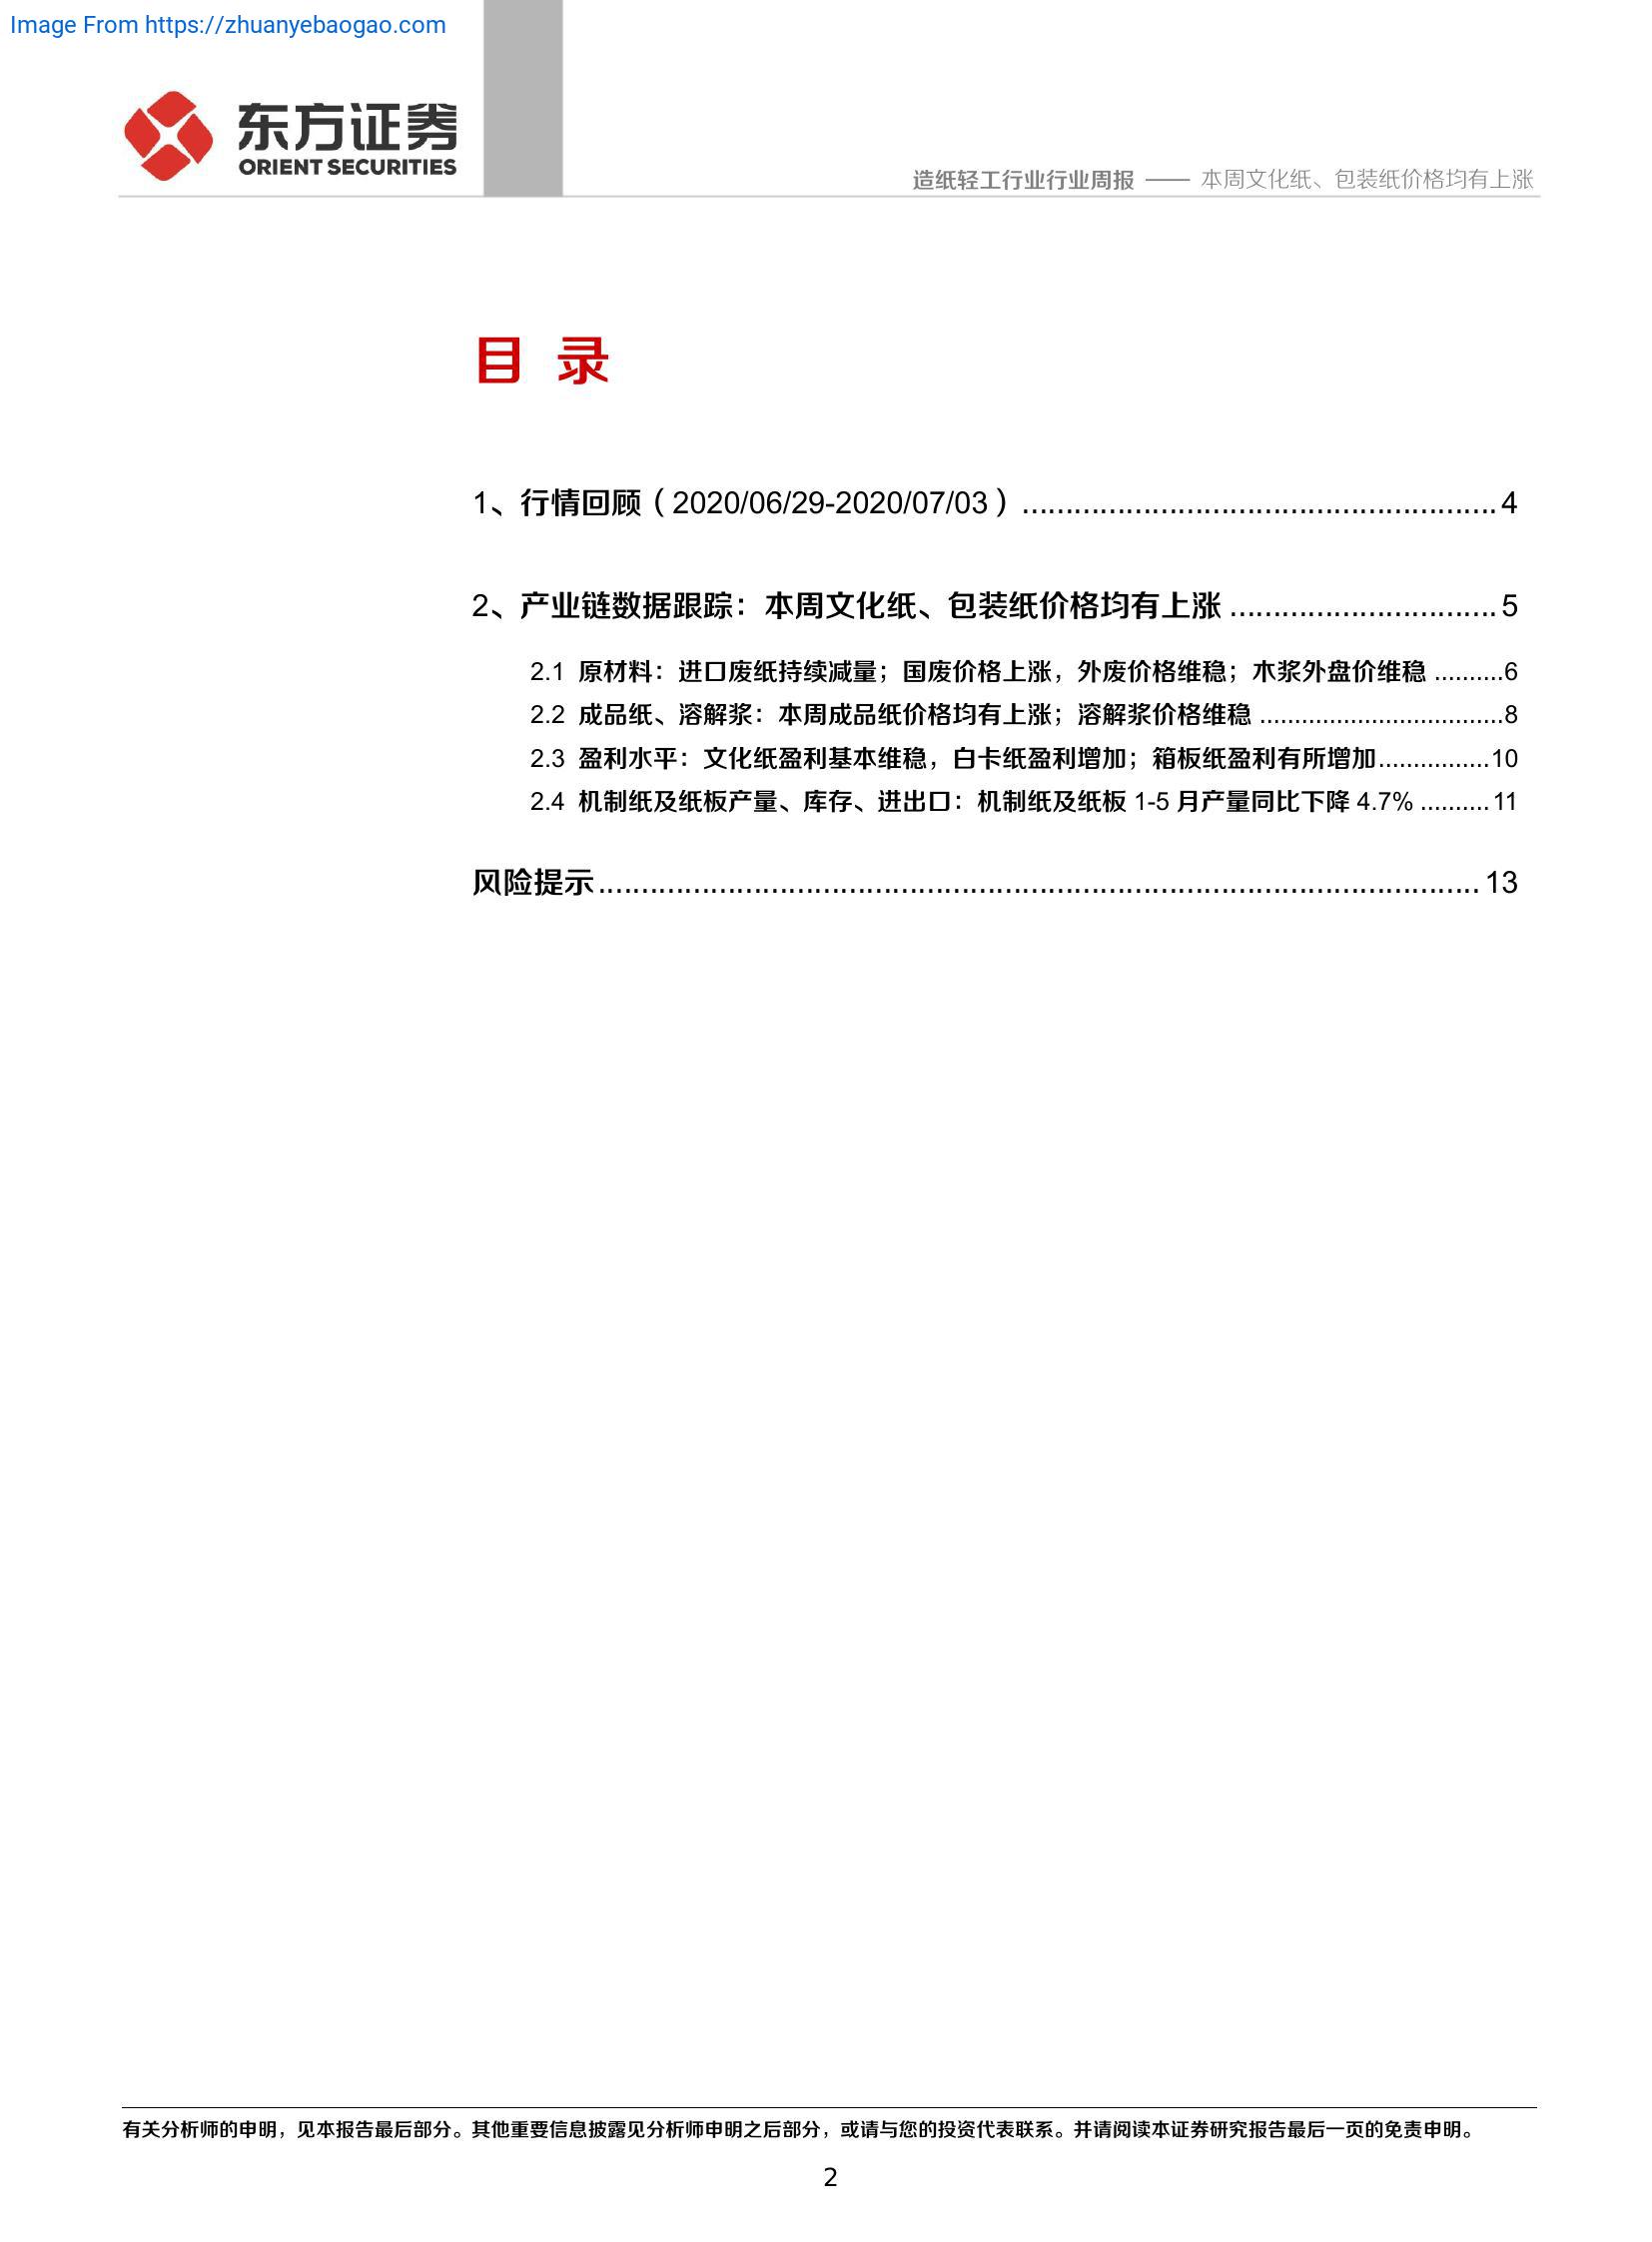 Image From https://zhuanyebaogao.com
东方证券
ORIENT SECURITIES
造纸轻工行业行业周报 —— 本周文化纸、包装纸价格均有上涨
目 录
1、行情回顾（2020/06/29-2020/07/03）......................................................4
2、产业链数据跟踪：本周文化纸、包装纸价格均有上涨...............................5
2.1 原材料：进口废纸持续减量；国废价格上涨，外废价格维稳；木浆外盘价维稳..........6
2.2 成品纸、溶解浆：本周成品纸价格均有上涨；溶解浆价格维稳...................................8
2.3 盈利水平：文化纸盈利基本维稳，白卡纸盈利增加；箱板纸盈利有所增加................10
2.4 机制纸及纸板产量、库存、进出口：机制纸及纸板 1-5 月产量同比下降 4.7%..........11
风险提示......................................................................................................13
有关分析师的申明，见本报告最后部分。其他重要信息披露见分析师申明之后部分，或请与您的投资代表联系。并请阅读本证券研究报告最后一页的免责申明。
2